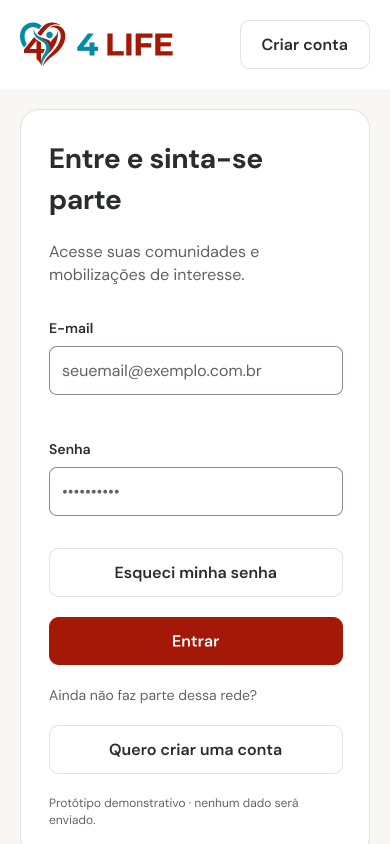 4 4 LIFE
Criar conta
Entre e sinta-se
parte
Acesse suas comunidades e
mobilizações de interesse.
E-mail
seuemail@exemplo.com.br
Senha
••••••••••
Esqueci minha senha
Entrar
Ainda não faz parte dessa rede?
Quero criar uma conta
Protótipo demonstrativo · nenhum dado será
enviado.